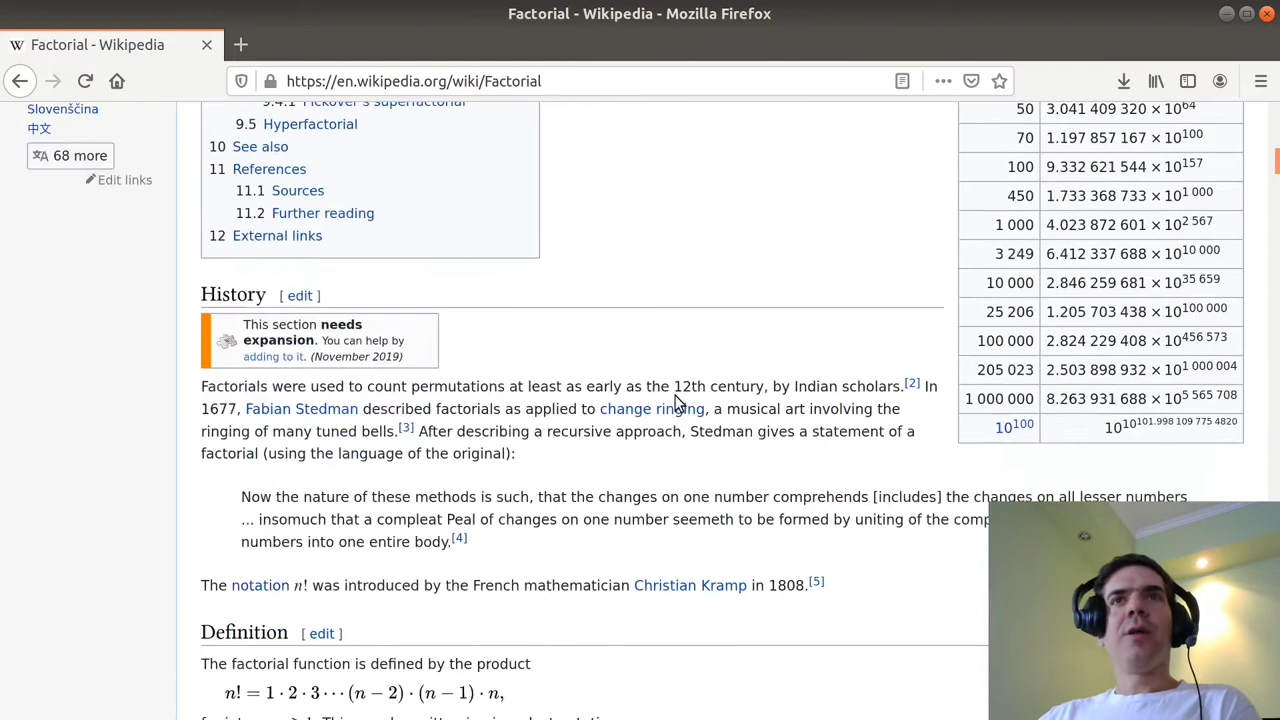 Factorial - Wikipedia - Mozilla Firefox
W Factorial - Wikipedia
https://en.wikipedia.org/wiki/Factorial
Slovenščina
中文
68 more
Edit links
9.4.1 Pickover's superfactorial
9.5 Hyperfactorial
10 See also
11 References
11.1 Sources
11.2 Further reading
12 External links
50 3.041 409 320 × 10^64
70 1.197 857 167 × 10^100
100 9.332 621 544 × 10^157
450 1.733 368 733 × 10^1 000
1 000 4.023 872 601 × 10^2 567
3 249 6.412 337 688 × 10^10 000
10 000 2.846 259 681 × 10^35 659
25 206 1.205 703 438 × 10^100 000
100 000 2.824 229 408 × 10^456 573
205 023 2.503 898 932 × 10^1 000 004
1 000 000 8.263 931 688 × 10^5 565 708
10^100 10^10^101.998 109 775 4820
History [ edit ]
This section needs
expansion. You can help by
adding to it. (November 2019)
Factorials were used to count permutations at least as early as the 12th century, by Indian scholars.[2] In
1677, Fabian Stedman described factorials as applied to change ringing, a musical art involving the
ringing of many tuned bells.[3] After describing a recursive approach, Stedman gives a statement of a
factorial (using the language of the original):
Now the nature of these methods is such, that the changes on one number comprehends [includes] the changes on all lesser numbers
... insomuch that a compleat Peal of changes on one number seemeth to be formed by uniting of the
numbers into one entire body.[4]
The notation n! was introduced by the French mathematician Christian Kramp in 1808.[5]
Definition [ edit ]
The factorial function is defined by the product
n! = 1 · 2 · 3 ··· (n − 2) · (n − 1) · n,